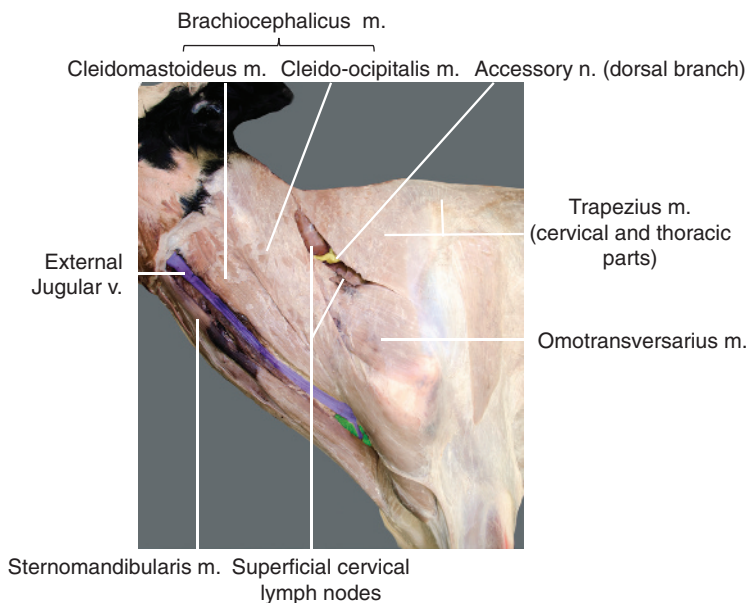 Brachiocephalicus m.
Cleidomastoideus m. Cleido-ocipitalis m. Accessory n. (dorsal branch)
Trapezius m.
(cervical and thoracic
parts)
External
Jugular v.
Omotransversarius m.
Sternomandibularis m. Superficial cervical
lymph nodes